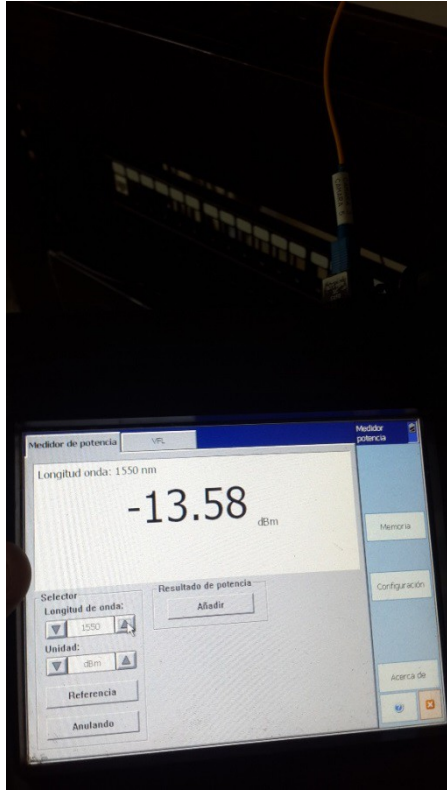 Medidor de potencia
VFL
Medidor
potencia
Longitud onda: 1550 nm
-13.58
dBm
Memoria
Selector
Longitud de onda:
1550
Unidad:
dBm
Referencia
Anulando
Resultado de potencia
Añadir
Configuración
Acerca de